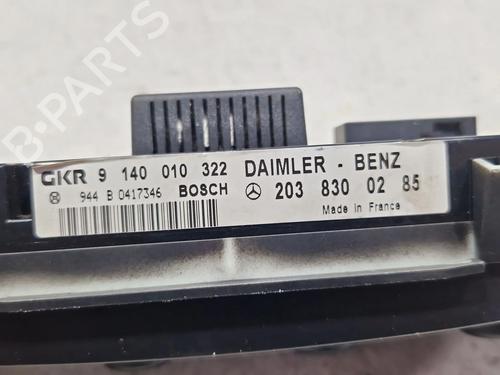 GKR 9 140 010 322 DAIMLER - BENZ
944 B 0417346 BOSCH 203 830 02 85
Made in France
B-PARTS